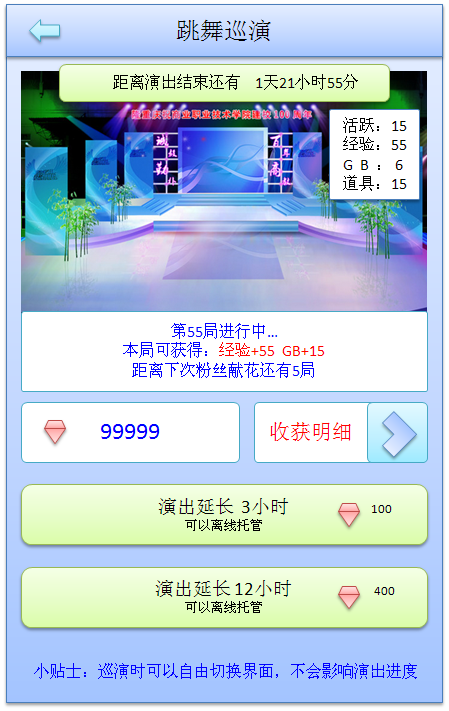 跳舞巡演
距离演出结束还有 1天21小时55分
隆重庆祝商业职业技术学院建校100周年
活跃：15
经验：55
GB：6
道具：15
第55局进行中...
本局可获得：经验+55 GB+15
距离下次粉丝献花还有5局
99999
收获明细
演出延长 3小时
可以离线托管
100
演出延长12小时
可以离线托管
400
小贴士：巡演时可以自由切换界面，不会影响演出进度